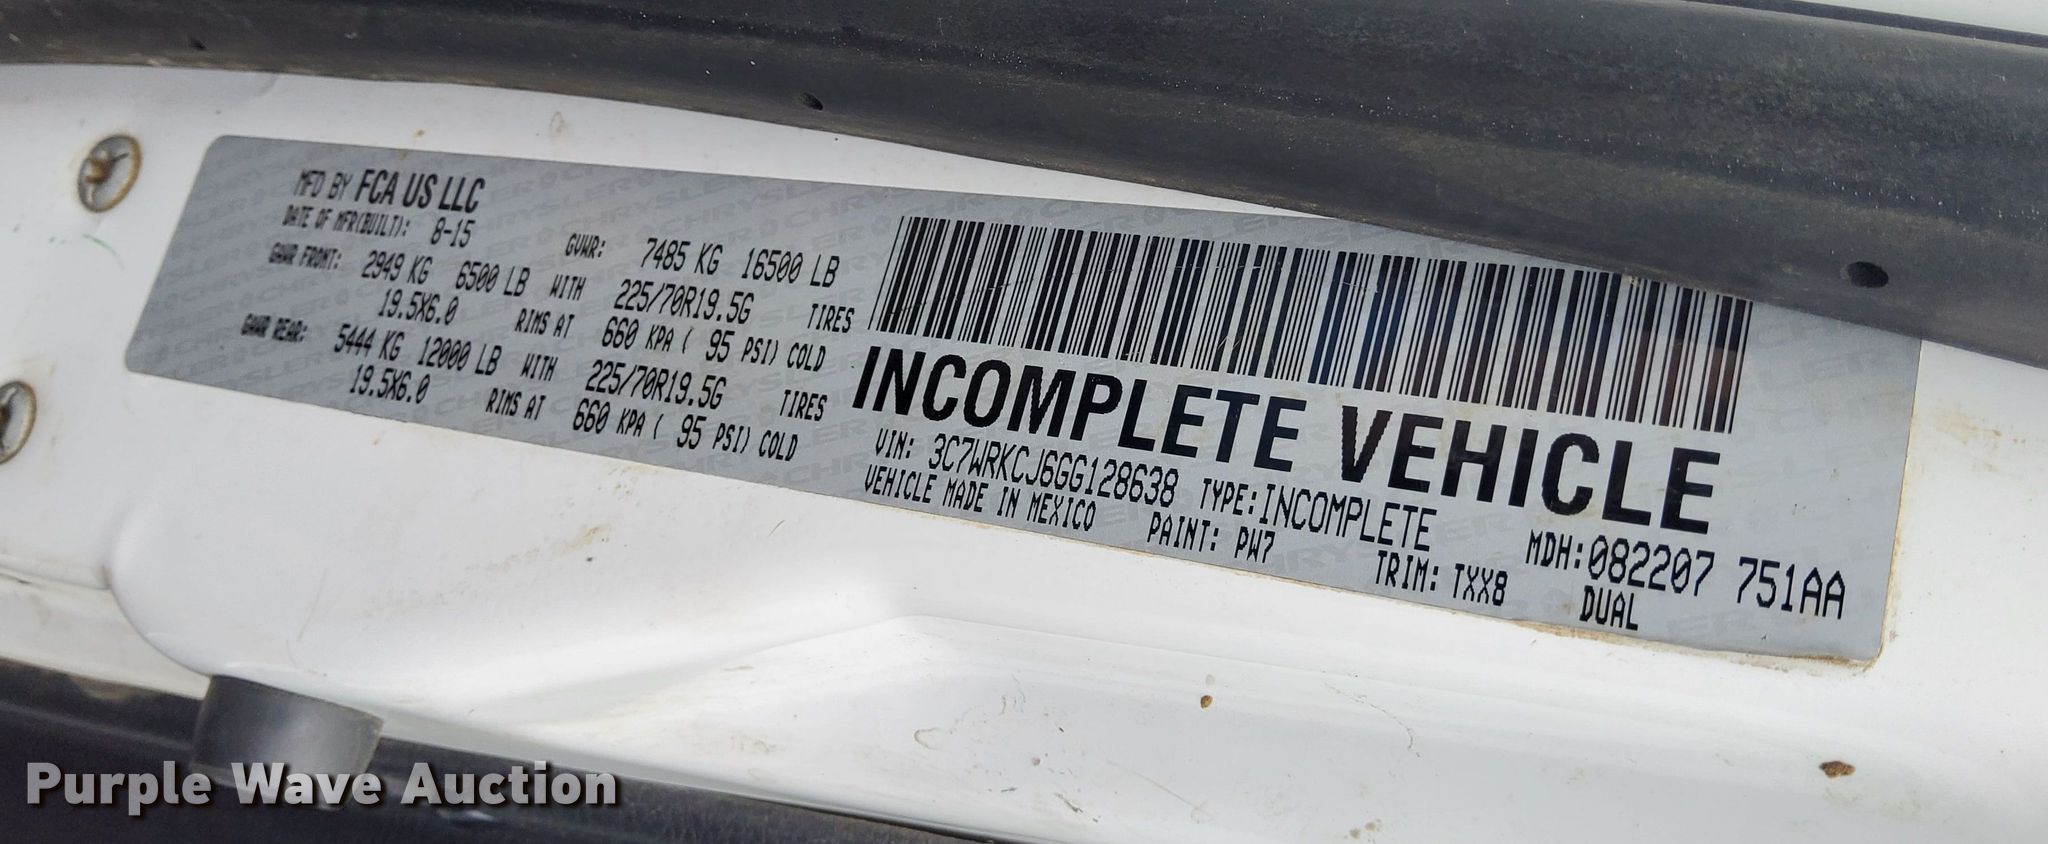 MFD BY FCA US LLC
DATE OF MFR(BUILT): 8-15
GVWR: 7485 KG 16500 LB
GAWR FRONT: 2949 KG 6500 LB WITH 225/70R19.5G TIRES
19.5X6.0 RIMS AT 660 KPA ( 95 PSI) COLD
GAWR REAR: 5444 KG 12000 LB WITH 225/70R19.5G TIRES
19.5X6.0 RIMS AT 660 KPA ( 95 PSI) COLD
INCOMPLETE VEHICLE
VIN: 3C7WRKCJ6GG128638 TYPE:INCOMPLETE
MDH:082207 751AA
VEHICLE MADE IN MEXICO PAINT: PW7 TRIM: TXX8 DUAL
Purple Wave Auction